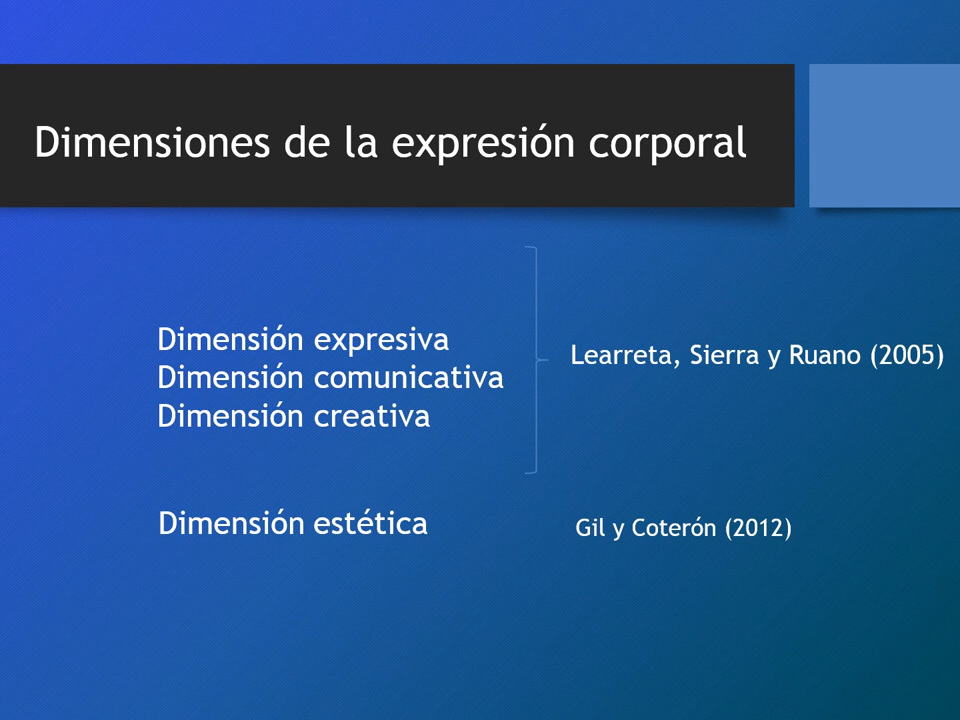 Dimensiones de la expresión corporal
Dimensión expresiva
Dimensión comunicativa
Dimensión creativa
Learreta, Sierra y Ruano (2005)
Dimensión estética
Gil y Coterón (2012)